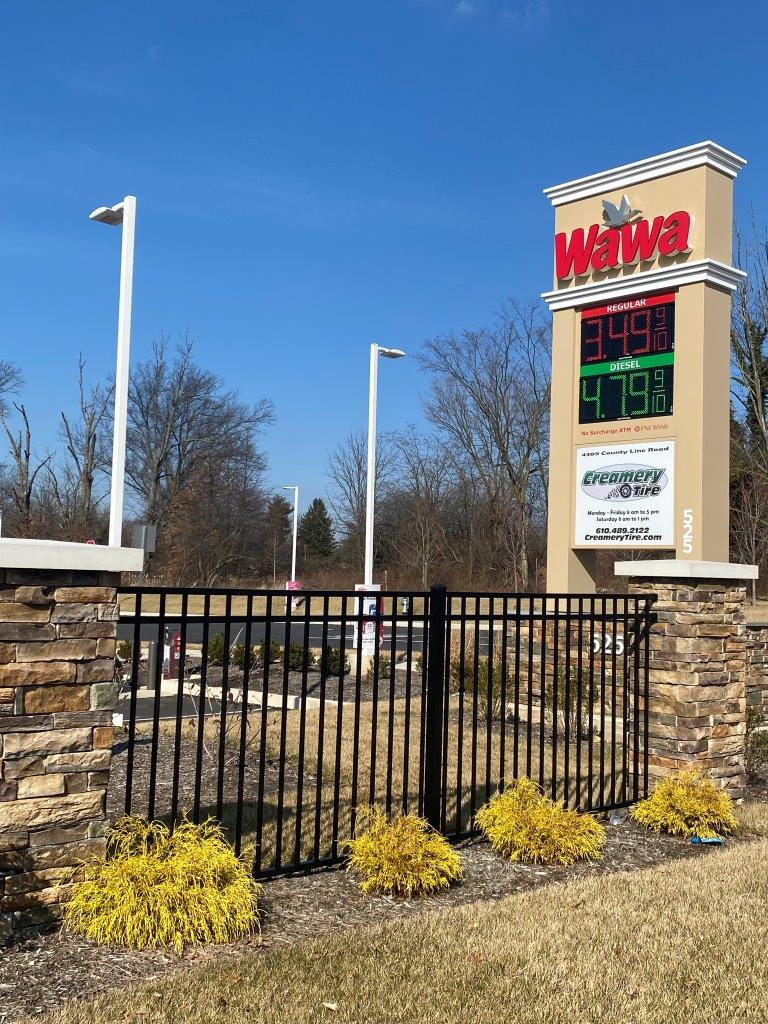 Wawa
REGULAR
3.49 9/10
DIESEL
4.79 9/10
No Surcharge ATM PNC BANK
4309 County Line Road
Creamery
Tire
Monday - Friday 8 am to 5 pm
Saturday 8 am to 1 pm
610.489.2122
CreameryTire.com
525
525